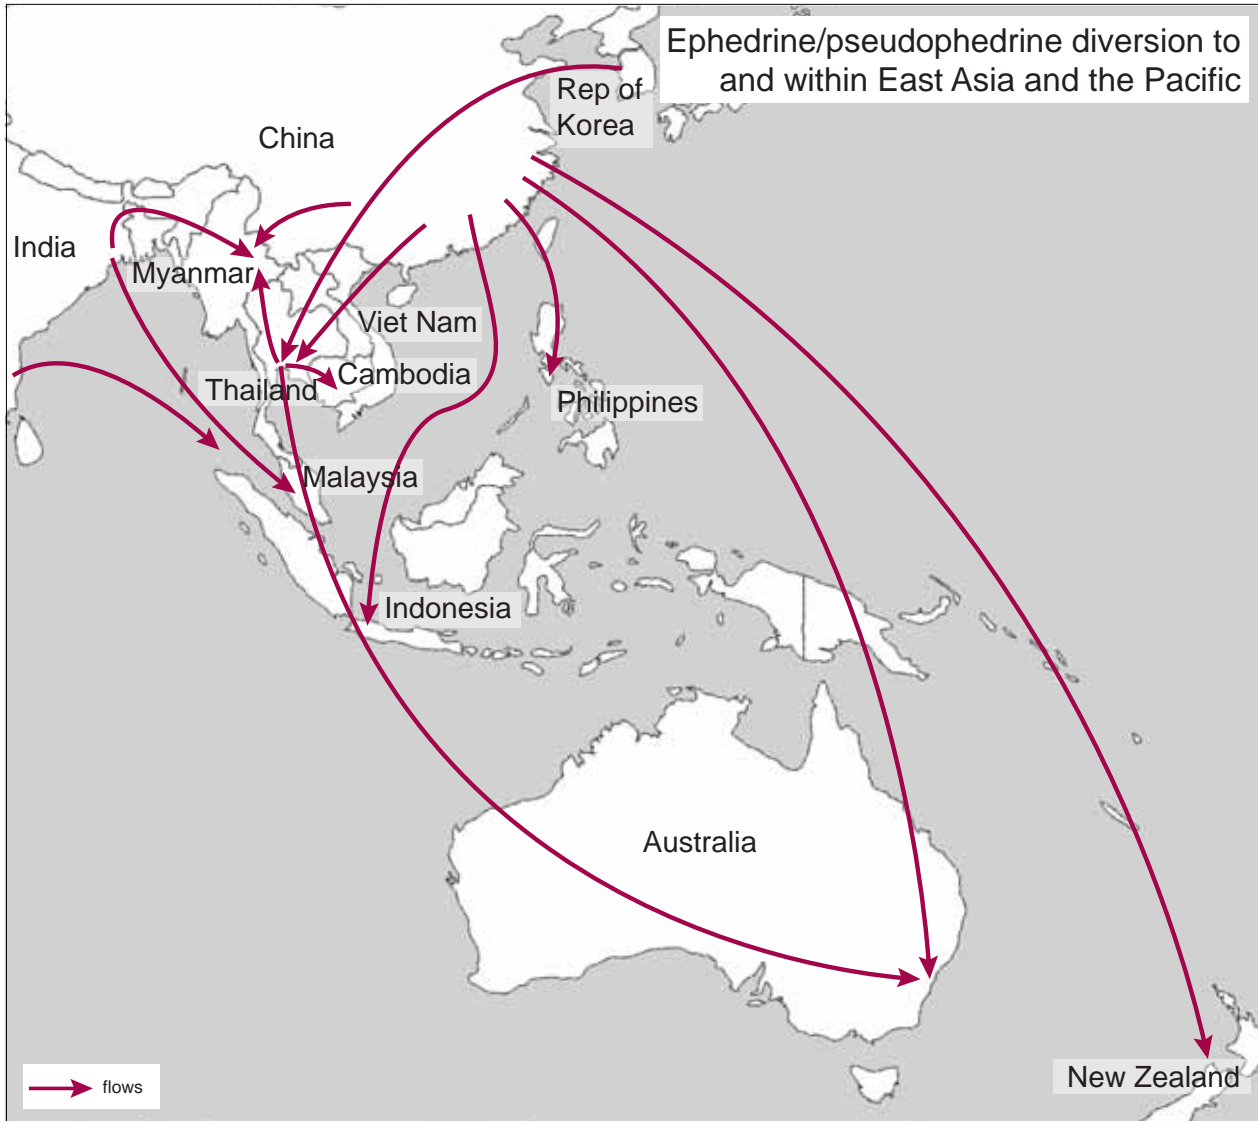 Ephedrine/pseudophedrine diversion to
and within East Asia and the Pacific
Rep of
Korea
China
India
Myanmar
Viet Nam
Thailand
Cambodia
Philippines
Malaysia
Indonesia
Australia
New Zealand
flows